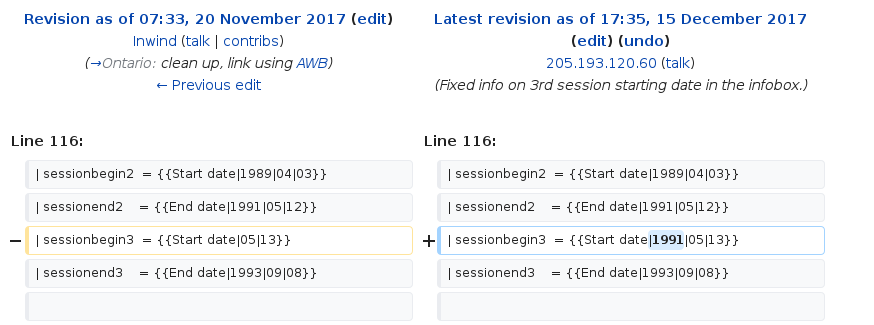 Revision as of 07:33, 20 November 2017 (edit)
Inwind (talk | contribs)
(→Ontario: clean up, link using AWB)
← Previous edit
Latest revision as of 17:35, 15 December 2017
(edit) (undo)
205.193.120.60 (talk)
(Fixed info on 3rd session starting date in the infobox.)
Line 116:
Line 116:
| sessionbegin2 = {{Start date|1989|04|03}}
| sessionbegin2 = {{Start date|1989|04|03}}
| sessionend2 = {{End date|1991|05|12}}
| sessionend2 = {{End date|1991|05|12}}
− | sessionbegin3 = {{Start date|05|13}}
+ | sessionbegin3 = {{Start date|1991|05|13}}
| sessionend3 = {{End date|1993|09|08}}
| sessionend3 = {{End date|1993|09|08}}